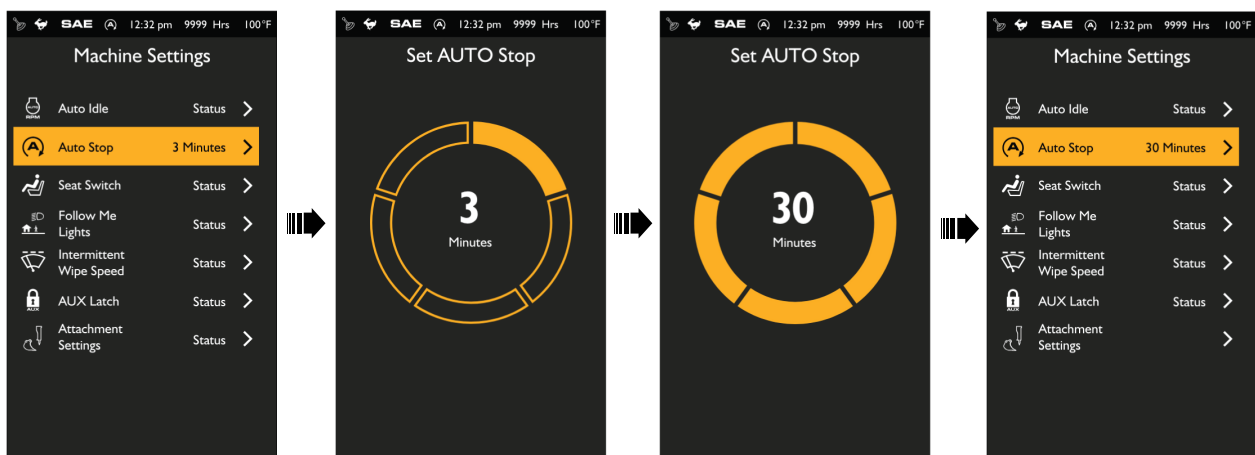 SAE A 12:32 pm 9999 Hrs 100°F
Machine Settings
AUTO
RPM
Auto Idle Status
A Auto Stop 3 Minutes
Seat Switch Status
Follow Me
Lights Status
Intermittent
Wipe Speed Status
AUX
AUX Latch Status
Attachment
Settings Status
SAE A 12:32 pm 9999 Hrs 100°F
Set AUTO Stop
3
Minutes
SAE A 12:32 pm 9999 Hrs 100°F
Set AUTO Stop
30
Minutes
SAE A 12:32 pm 9999 Hrs 100°F
Machine Settings
AUTO
RPM
Auto Idle Status
A Auto Stop 30 Minutes
Seat Switch Status
Follow Me
Lights Status
Intermittent
Wipe Speed Status
AUX
AUX Latch Status
Attachment
Settings